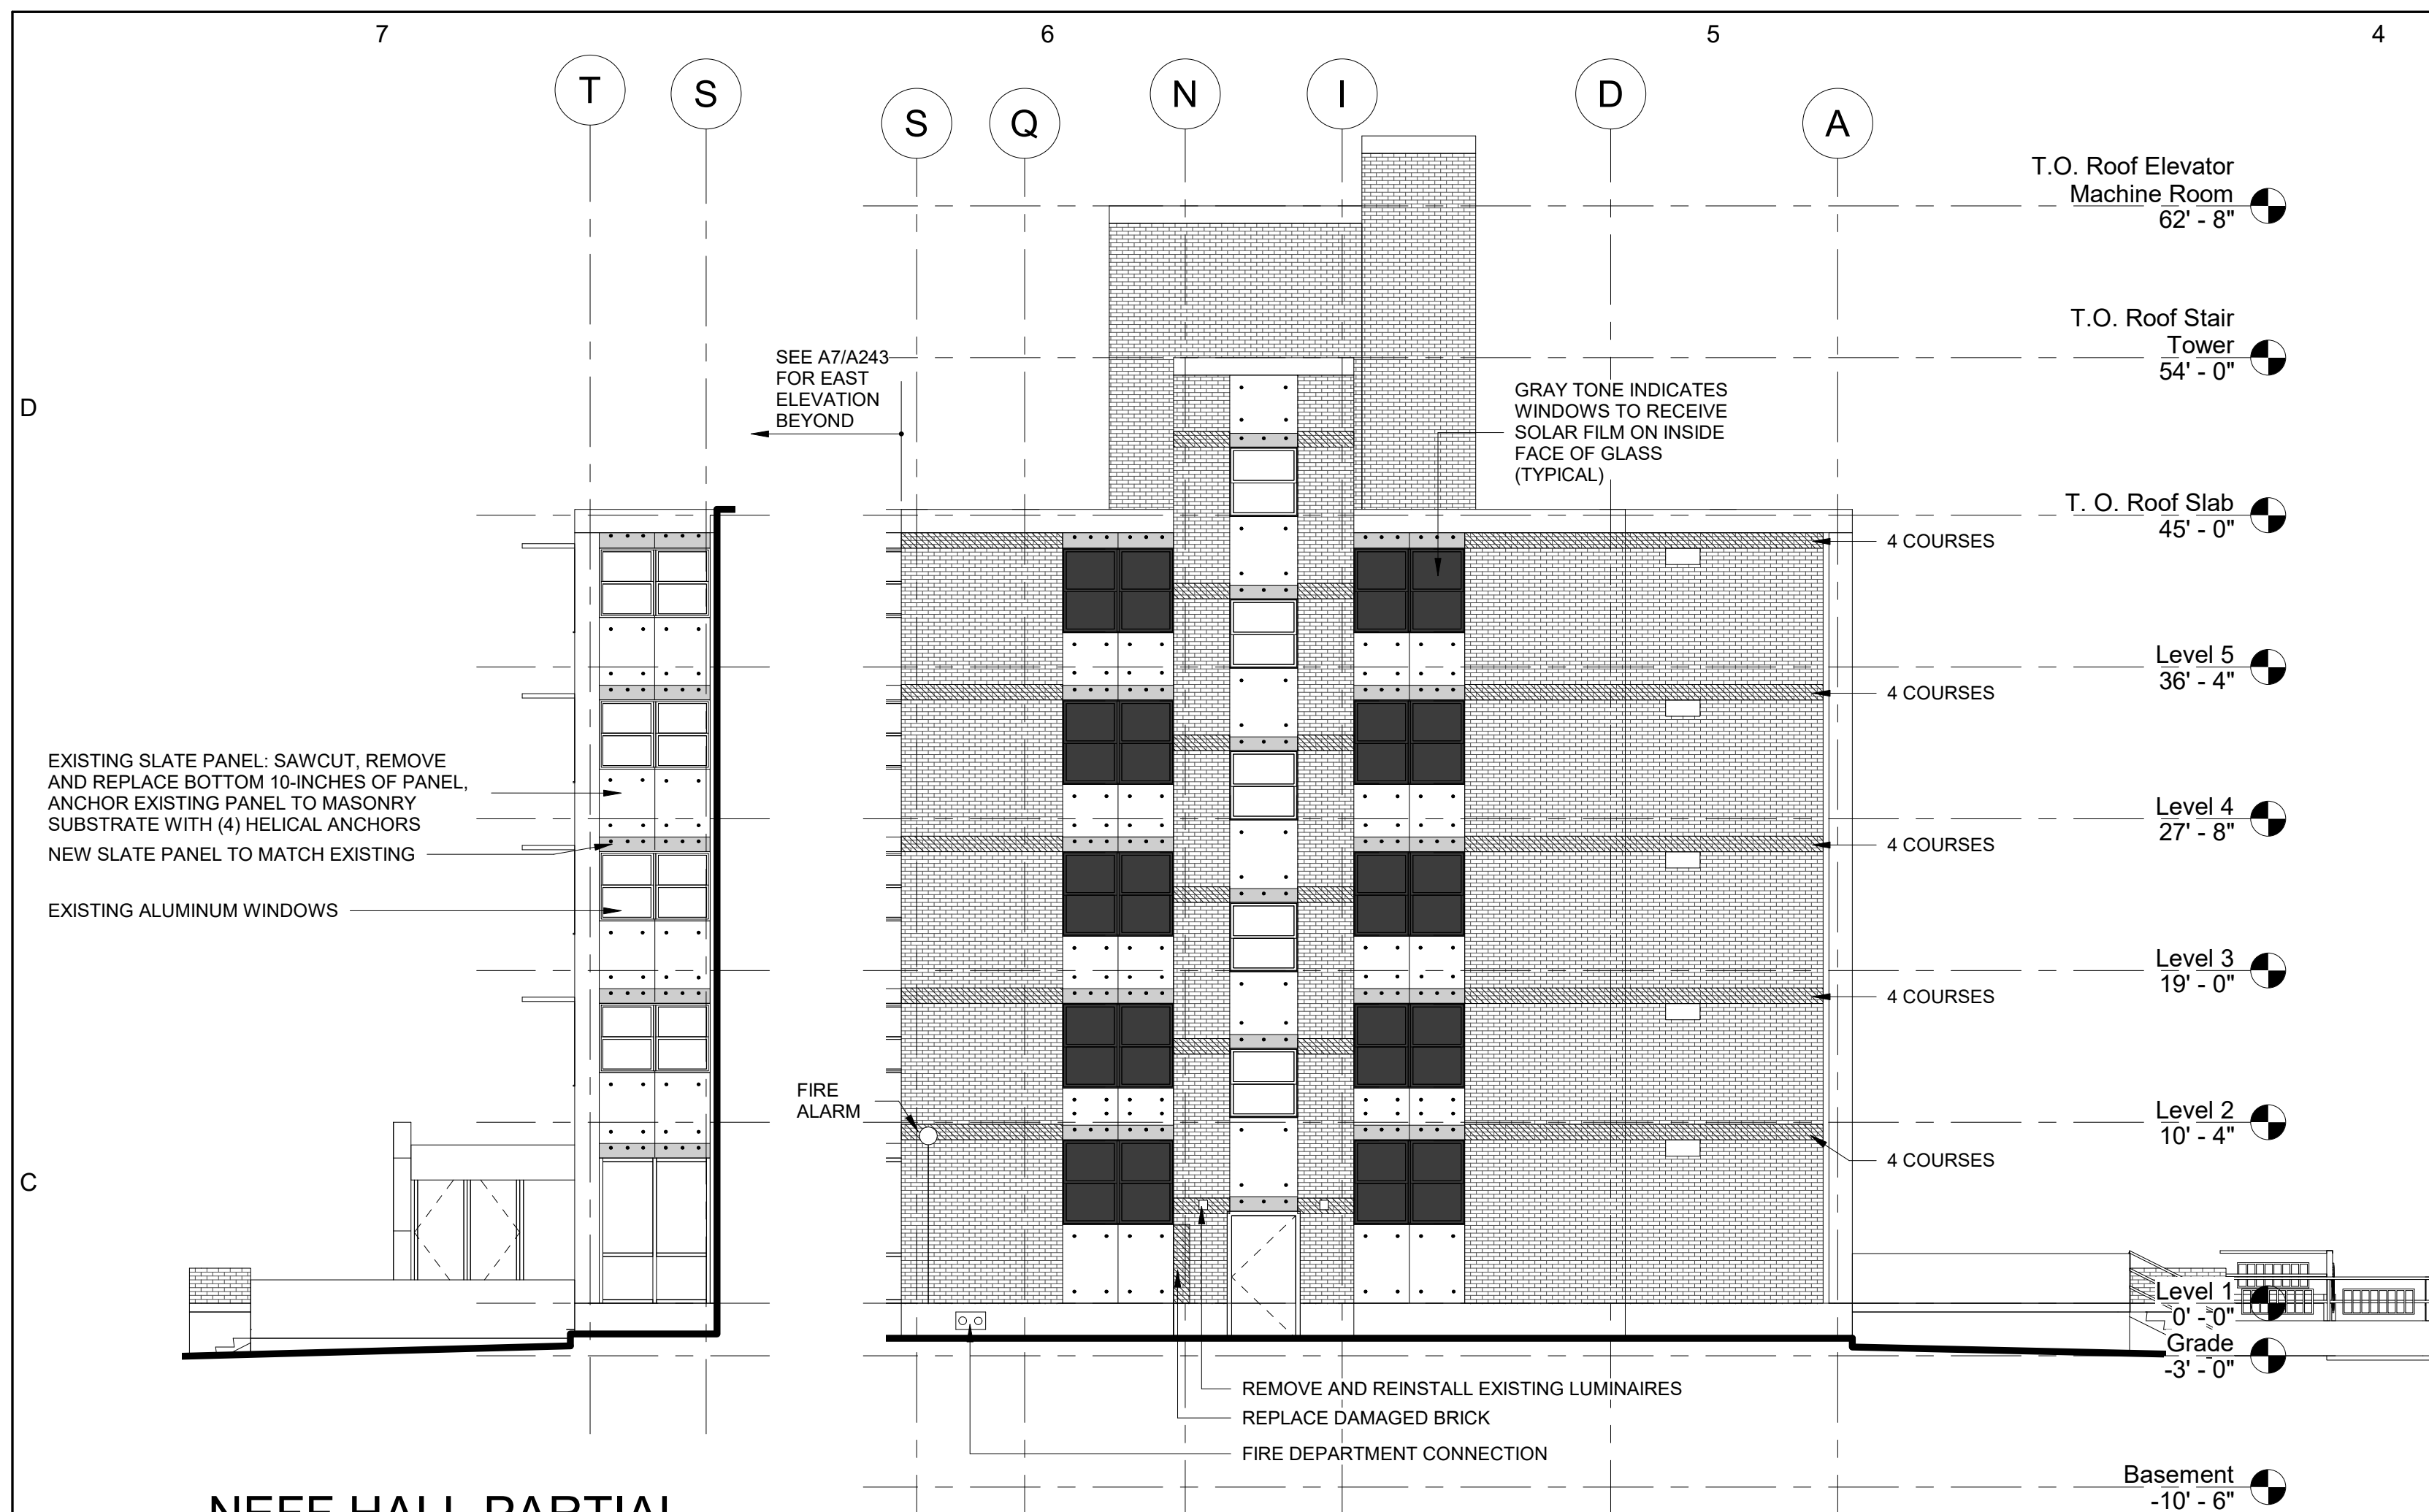 7
6
5
4
T
S
S
Q
N
I
D
A
T.O. Roof Elevator
Machine Room
62' - 8"
T.O. Roof Stair
Tower
54' - 0"
SEE A7/A243
FOR EAST
ELEVATION
BEYOND
GRAY TONE INDICATES
WINDOWS TO RECEIVE
SOLAR FILM ON INSIDE
FACE OF GLASS
(TYPICAL)
D
T. O. Roof Slab
45' - 0"
4 COURSES
Level 5
36' - 4"
4 COURSES
EXISTING SLATE PANEL: SAWCUT, REMOVE
AND REPLACE BOTTOM 10-INCHES OF PANEL,
ANCHOR EXISTING PANEL TO MASONRY
SUBSTRATE WITH (4) HELICAL ANCHORS
NEW SLATE PANEL TO MATCH EXISTING
EXISTING ALUMINUM WINDOWS
Level 4
27' - 8"
4 COURSES
Level 3
19' - 0"
4 COURSES
FIRE
ALARM
Level 2
10' - 4"
4 COURSES
C
Level 1
0' - 0"
Grade
-3' - 0"
REMOVE AND REINSTALL EXISTING LUMINAIRES
REPLACE DAMAGED BRICK
FIRE DEPARTMENT CONNECTION
Basement
-10' - 6"
NEFF HALL PARTIAL